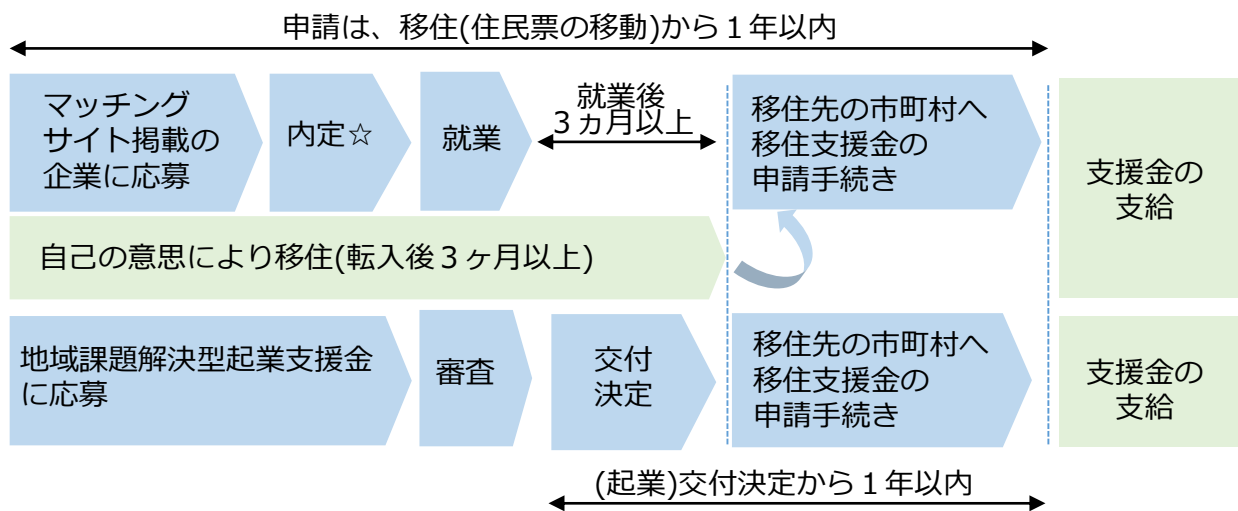 申請は、移住(住民票の移動)から１年以内
マッチング
サイト掲載の
企業に応募
内定☆
就業
就業後
３ヵ月以上
移住先の市町村へ
移住支援金の
申請手続き
支援金の
支給
自己の意思により移住(転入後３ヶ月以上)
地域課題解決型起業支援金
に応募
審査
交付
決定
移住先の市町村へ
移住支援金の
申請手続き
支援金の
支給
(起業)交付決定から１年以内